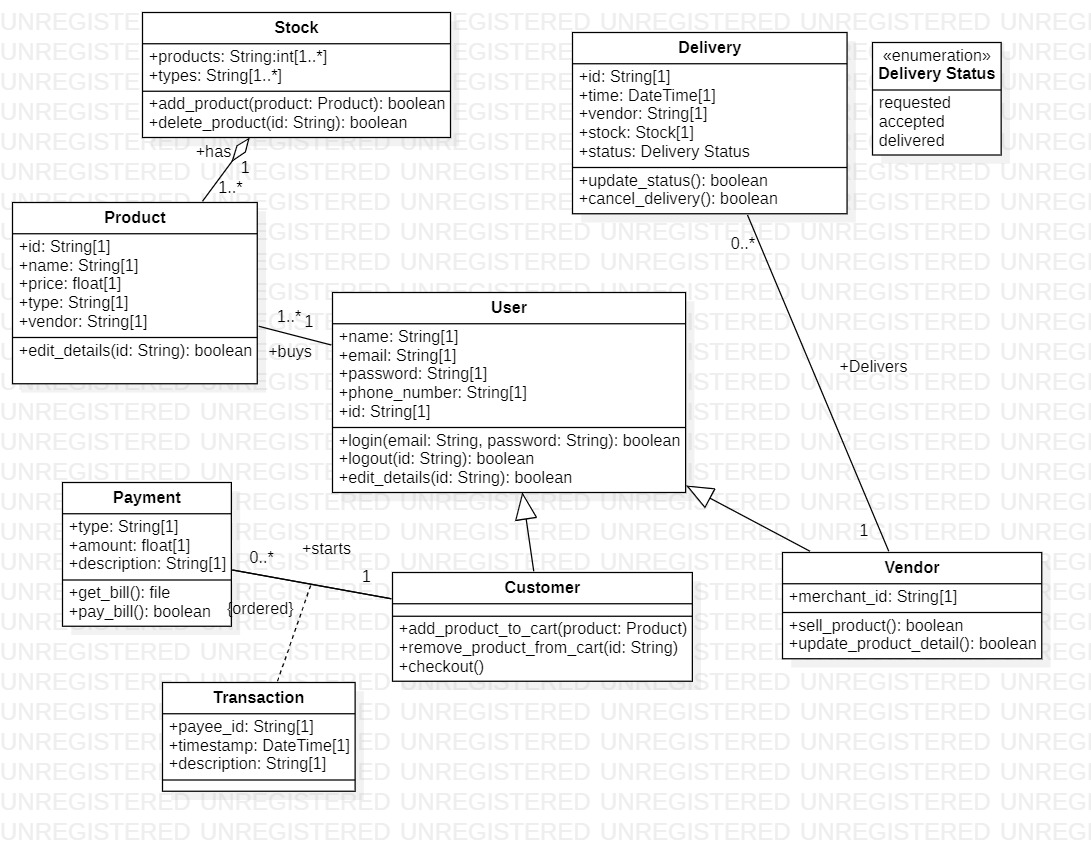 Stock
+products: String:int[1..*]
+types: String[1..*]
+add_product(product: Product): boolean
+delete_product(id: String): boolean
Delivery
+id: String[1]
+time: DateTime[1]
+vendor: String[1]
+stock: Stock[1]
+status: Delivery Status
+update_status(): boolean
+cancel_delivery(): boolean
«enumeration»
Delivery Status
requested
accepted
delivered
+has
1
1..*
Product
+id: String[1]
+name: String[1]
+price: float[1]
+type: String[1]
+vendor: String[1]
+edit_details(id: String): boolean
1..*
1
+buys
User
+name: String[1]
+email: String[1]
+password: String[1]
+phone_number: String[1]
+id: String[1]
+login(email: String, password: String): boolean
+logout(id: String): boolean
+edit_details(id: String): boolean
0..*
+Delivers
1
Payment
+type: String[1]
+amount: float[1]
+description: String[1]
+get_bill(): file
+pay_bill(): boolean
0..*
+starts
1
{ordered}
Customer
+add_product_to_cart(product: Product)
+remove_product_from_cart(id: String)
+checkout()
Vendor
+merchant_id: String[1]
+sell_product(): boolean
+update_product_detail(): boolean
Transaction
+payee_id: String[1]
+timestamp: DateTime[1]
+description: String[1]
UNREGISTERED